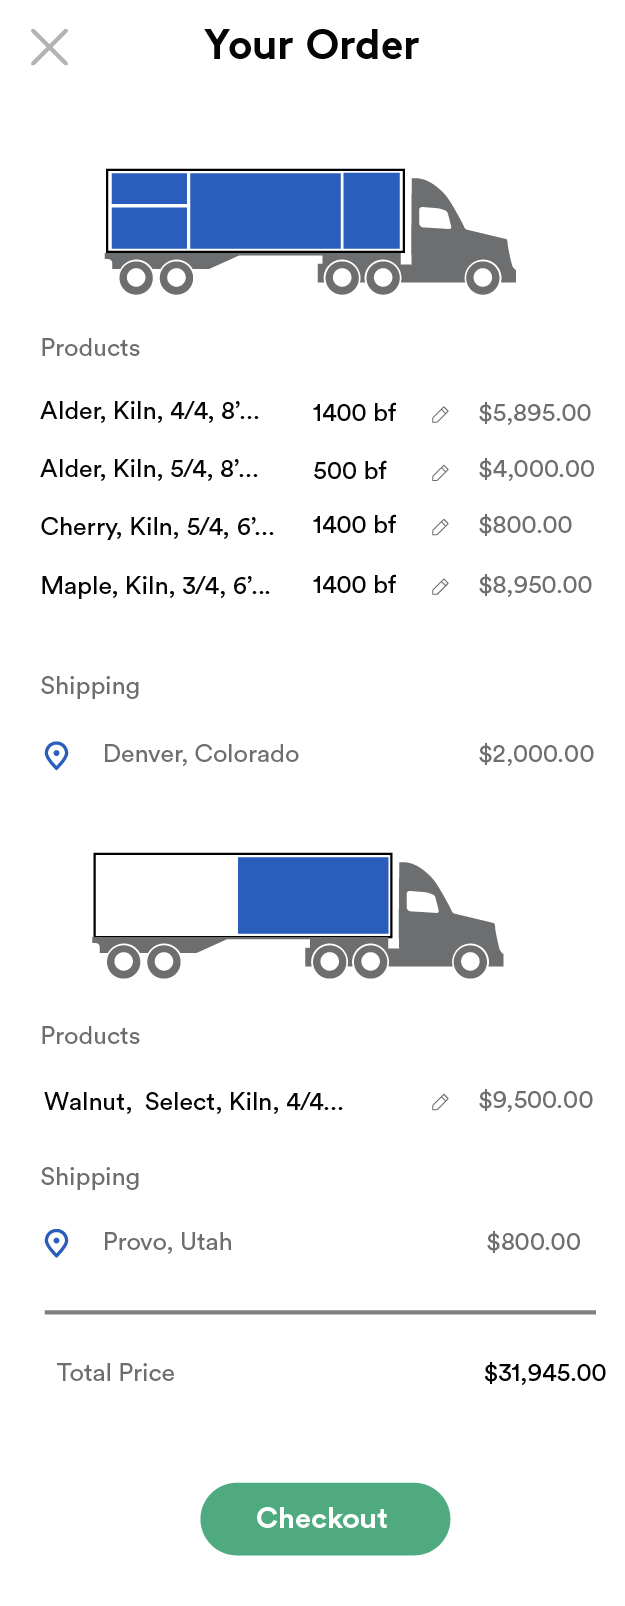 Your Order
Products
Alder, Kiln, 4/4, 8’... 1400 bf $5,895.00
Alder, Kiln, 5/4, 8’... 500 bf $4,000.00
Cherry, Kiln, 5/4, 6’... 1400 bf $800.00
Maple, Kiln, 3/4, 6’... 1400 bf $8,950.00
Shipping
Denver, Colorado $2,000.00
Products
Walnut, Select, Kiln, 4/4... $9,500.00
Shipping
Provo, Utah $800.00
Total Price $31,945.00
Checkout